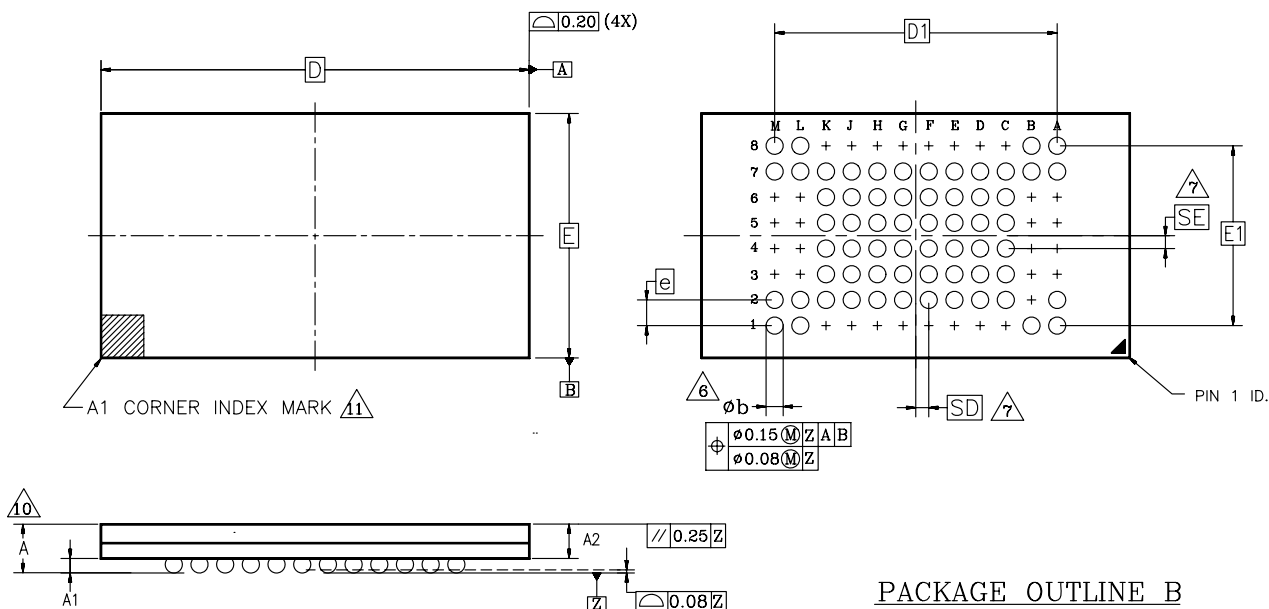 0.20 (4X)
D
A
E
B
A1 CORNER INDEX MARK 11
D1
M L K J H G F E D C B A
8
7
6
5
4
3
2
1
7
SE
E1
e
6
øb
SD 7
PIN 1 ID.
ø0.15 Ⓜ Z A B
ø0.08 Ⓜ Z
10
A
A1
A2
// 0.25 Z
Z
0.08 Z
PACKAGE OUTLINE B